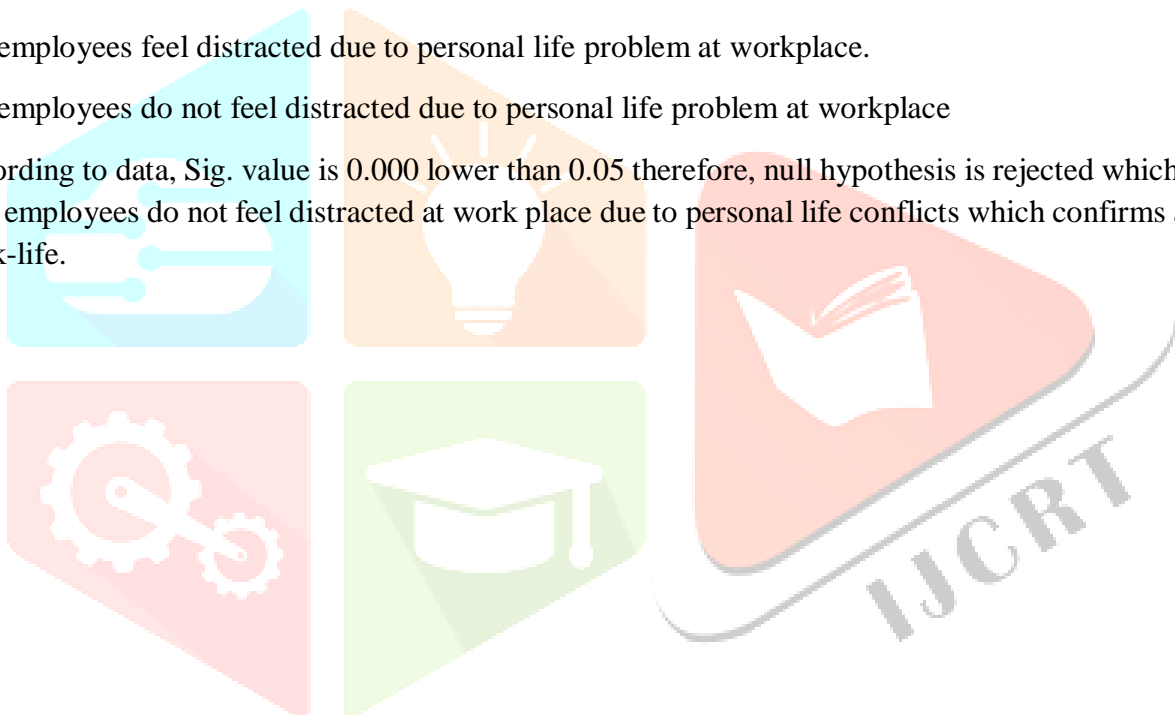 employees feel distracted due to personal life problem at workplace.
employees do not feel distracted due to personal life problem at workplace
ording to data, Sig. value is 0.000 lower than 0.05 therefore, null hypothesis is rejected which
employees do not feel distracted at work place due to personal life conflicts which confirms
k-life.
IJCRT